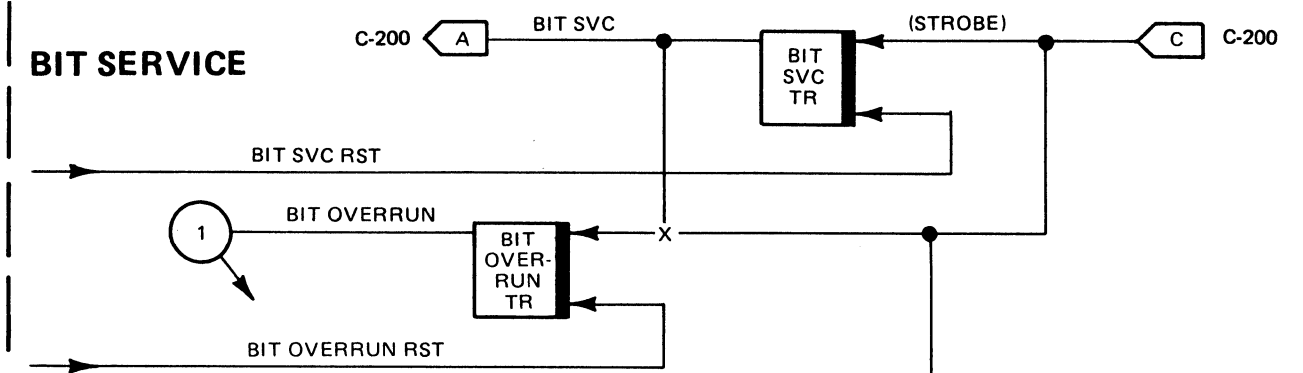 C-200 A BIT SVC (STROBE) C C-200
BIT SERVICE
BIT
SVC
TR
BIT SVC RST
1 BIT OVERRUN X
BIT
OVER-
RUN
TR
BIT OVERRUN RST